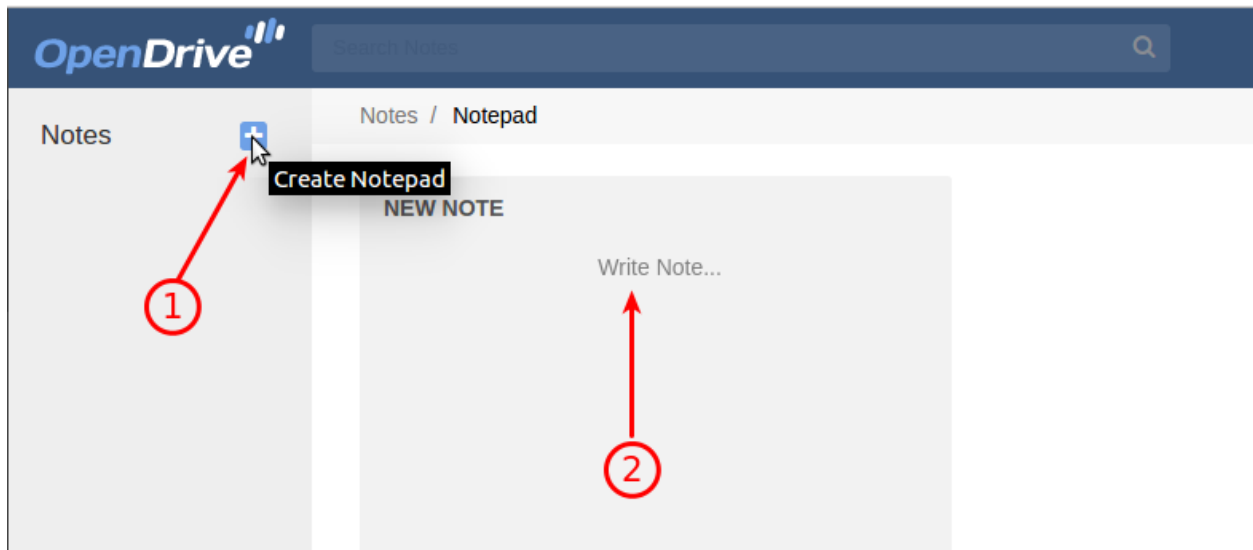 OpenDrive
Search Notes
Notes
Notes / Notepad
Create Notepad
NEW NOTE
Write Note...
1
2